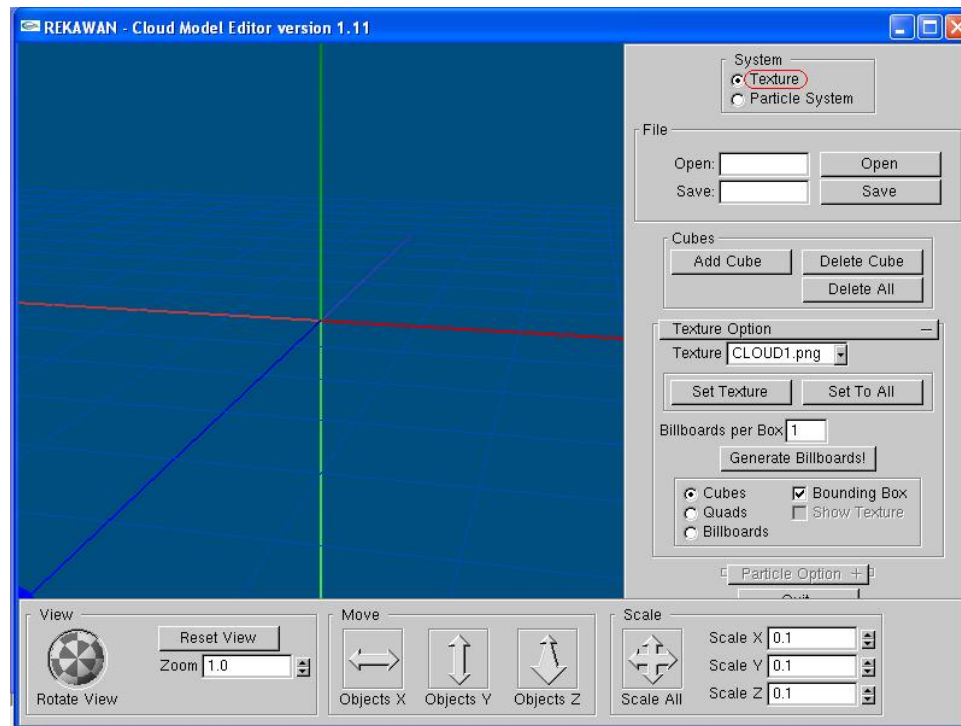 REKAWAN - Cloud Model Editor version 1.11
System
Texture
Particle System
File
Open:
Open
Save:
Save
Cubes
Add Cube
Delete Cube
Delete All
Texture Option
Texture CLOUD1.png
Set Texture
Set To All
Billboards per Box 1
Generate Billboards!
Cubes
Bounding Box
Quads
Show Texture
Billboards
Particle Option +
Quit
View
Reset View
Zoom 1.0
Rotate View
Move
Objects X
Objects Y
Objects Z
Scale
Scale All
Scale X 0.1
Scale Y 0.1
Scale Z 0.1